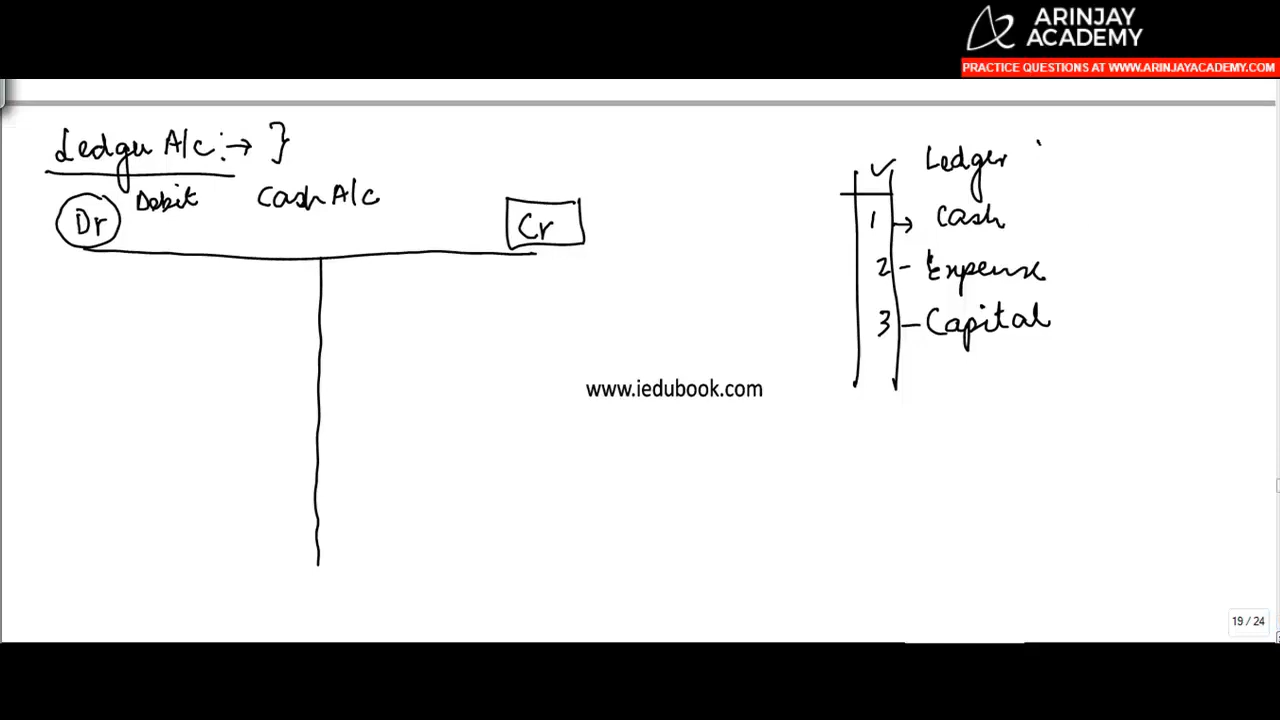 ARINJAY
ACADEMY
PRACTICE QUESTIONS AT WWW.ARINJAYACADEMY.COM
Ledger A/c :→ }
Dr Debit Cash A/c Cr
Ledger
1 → Cash
2 - Expense
3 - Capital
www.iedubook.com
19 / 24